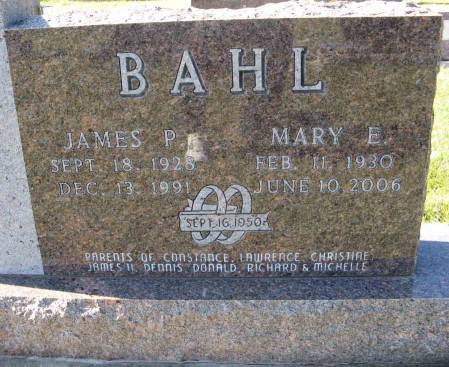 BAHL
JAMES P. MARY E.
SEPT. 18, 1928 FEB. 11, 1930
DEC. 13, 1991 JUNE 10, 2006
SEPT. 16, 1950
PARENTS OF CONSTANCE, LAWRENCE, CHRISTINE,
JAMES II, DENNIS, DONALD, RICHARD & MICHELLE